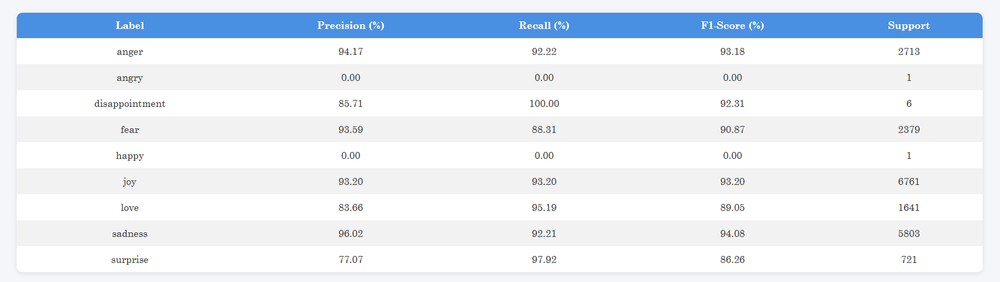 Label Precision (%) Recall (%) F1-Score (%) Support
anger 94.17 92.22 93.18 2713
angry 0.00 0.00 0.00 1
disappointment 85.71 100.00 92.31 6
fear 93.59 88.31 90.87 2379
happy 0.00 0.00 0.00 1
joy 93.20 93.20 93.20 6761
love 83.66 95.19 89.05 1641
sadness 96.02 92.21 94.08 5803
surprise 77.07 97.92 86.26 721